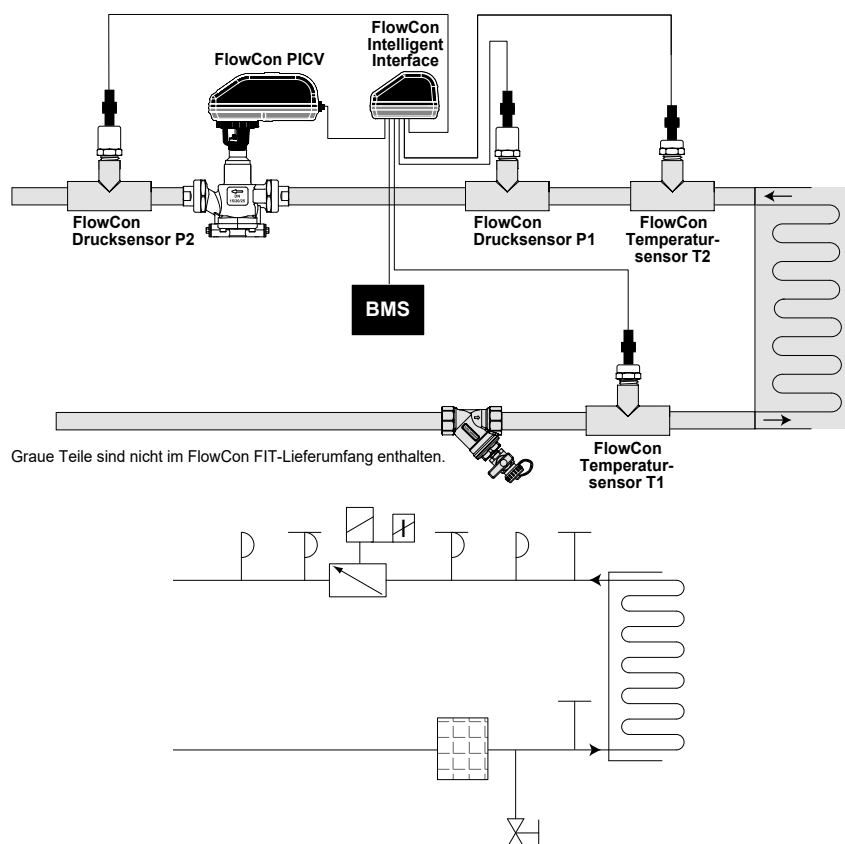 FlowCon PICV
FlowCon
Intelligent
Interface
FlowCon
Drucksensor P2
FlowCon
Drucksensor P1
FlowCon
Temperatur-
sensor T2
BMS
FlowCon
Temperatur-
sensor T1
Graue Teile sind nicht im FlowCon FIT-Lieferumfang enthalten.